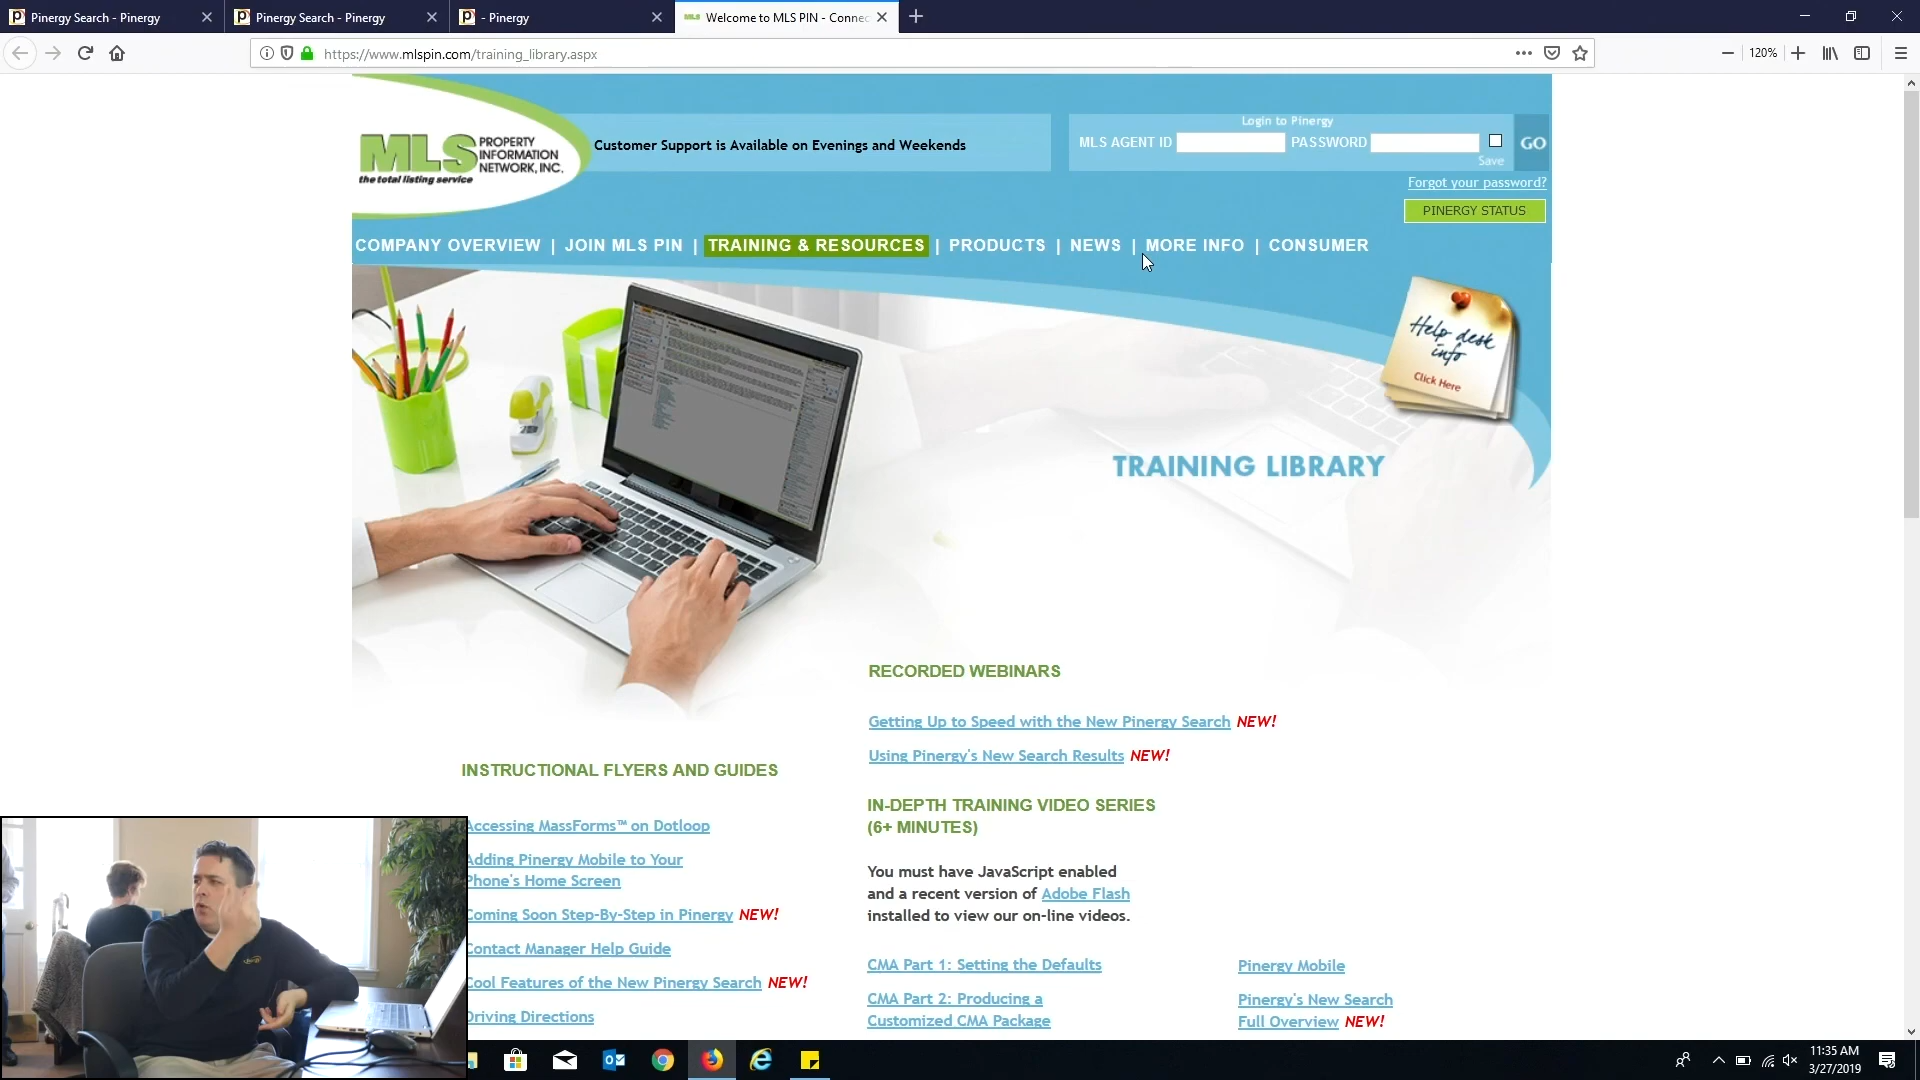 Pinergy Search - Pinergy
Pinergy Search - Pinergy
- Pinergy
Welcome to MLS PIN - Connec
https://www.mlspin.com/training_library.aspx
120%
MLS PROPERTY INFORMATION NETWORK, INC.
the total listing service
Customer Support is Available on Evenings and Weekends
Login to Pinergy
MLS AGENT ID PASSWORD GO
Save
Forgot your password?
PINERGY STATUS
COMPANY OVERVIEW | JOIN MLS PIN | TRAINING & RESOURCES | PRODUCTS | NEWS | MORE INFO | CONSUMER
Help desk
info
Click Here
TRAINING LIBRARY
RECORDED WEBINARS
Getting Up to Speed with the New Pinergy Search NEW!
Using Pinergy's New Search Results NEW!
INSTRUCTIONAL FLYERS AND GUIDES
Accessing MassForms™ on Dotloop
Adding Pinergy Mobile to Your
Phone's Home Screen
Coming Soon Step-By-Step in Pinergy NEW!
Contact Manager Help Guide
Cool Features of the New Pinergy Search NEW!
Driving Directions
IN-DEPTH TRAINING VIDEO SERIES
(6+ MINUTES)
You must have JavaScript enabled
and a recent version of Adobe Flash
installed to view our on-line videos.
CMA Part 1: Setting the Defaults
CMA Part 2: Producing a
Customized CMA Package
Pinergy Mobile
Pinergy's New Search
Full Overview NEW!
11:35 AM
3/27/2019